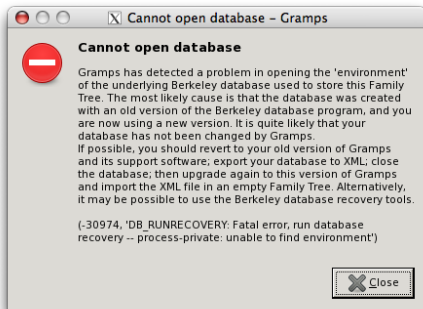 Cannot open database – Gramps
Cannot open database
Gramps has detected a problem in opening the 'environment'
of the underlying Berkeley database used to store this Family
Tree. The most likely cause is that the database was created
with an old version of the Berkeley database program, and you
are now using a new version. It is quite likely that your
database has not been changed by Gramps.
If possible, you should revert to your old version of Gramps
and its support software; export your database to XML; close
the database; then upgrade again to this version of Gramps
and import the XML file in an empty Family Tree. Alternatively,
it may be possible to use the Berkeley database recovery tools.
(-30974, 'DB_RUNRECOVERY: Fatal error, run database
recovery -- process-private: unable to find environment')
Close